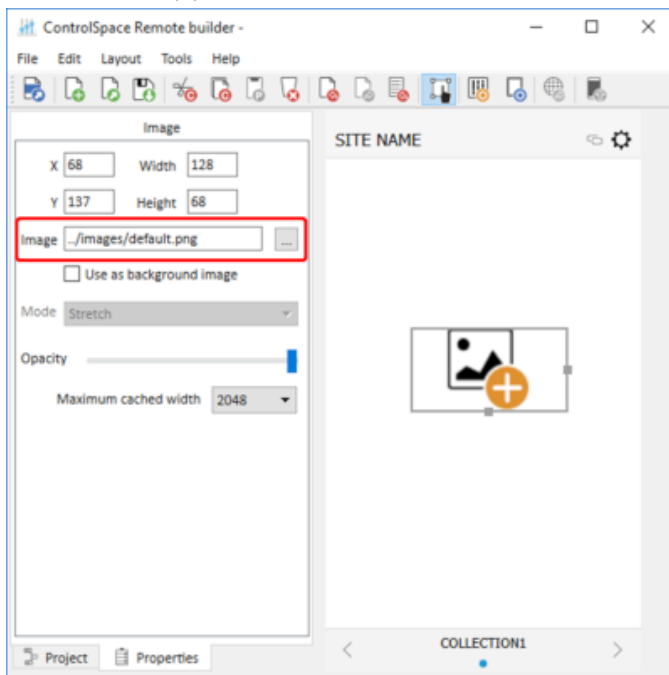 ControlSpace Remote builder -
File Edit Layout Tools Help
Image
X 68 Width 128
Y 137 Height 68
Image ../images/default.png ...
Use as background image
Mode Stretch
Opacity
Maximum cached width 2048
Project Properties
SITE NAME
COLLECTION1